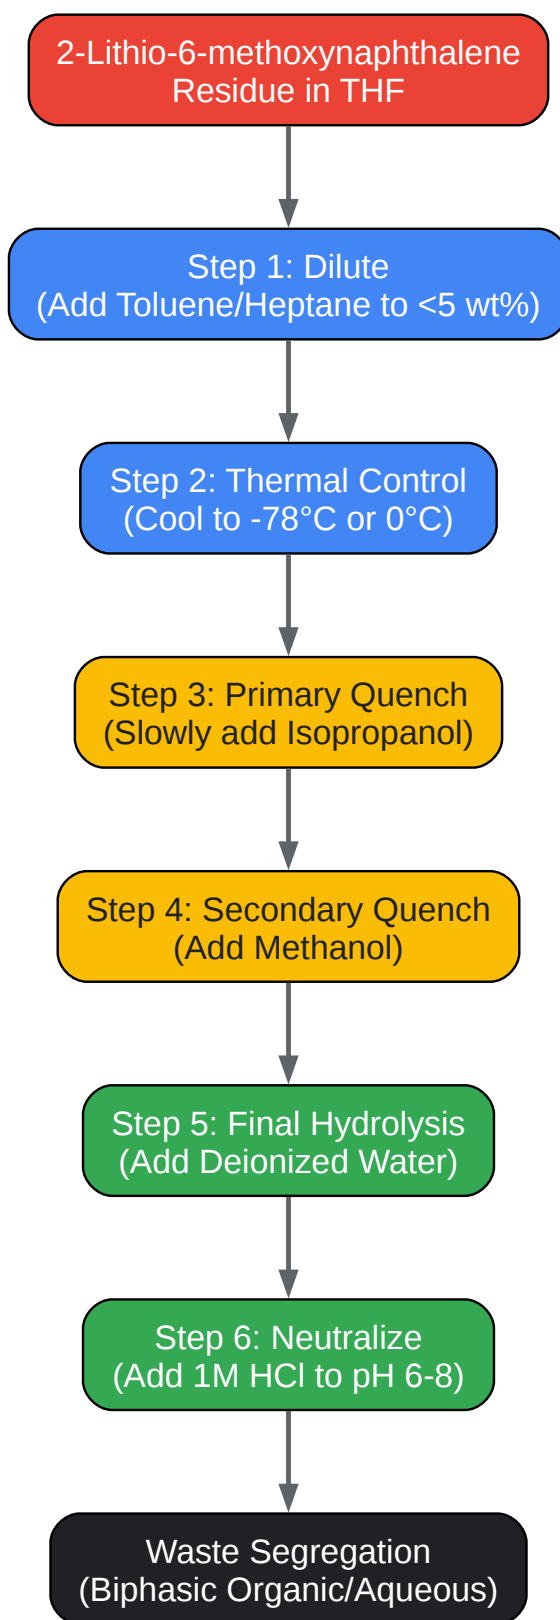 2-Lithio-6-methoxynaphthalene
Residue in THF
Step 1: Dilute
(Add Toluene/Heptane to <5 wt%)
Step 2: Thermal Control
(Cool to -78°C or 0°C)
Step 3: Primary Quench
(Slowly add Isopropanol)
Step 4: Secondary Quench
(Add Methanol)
Step 5: Final Hydrolysis
(Add Deionized Water)
Step 6: Neutralize
(Add 1M HCl to pH 6-8)
Waste Segregation
(Biphasic Organic/Aqueous)